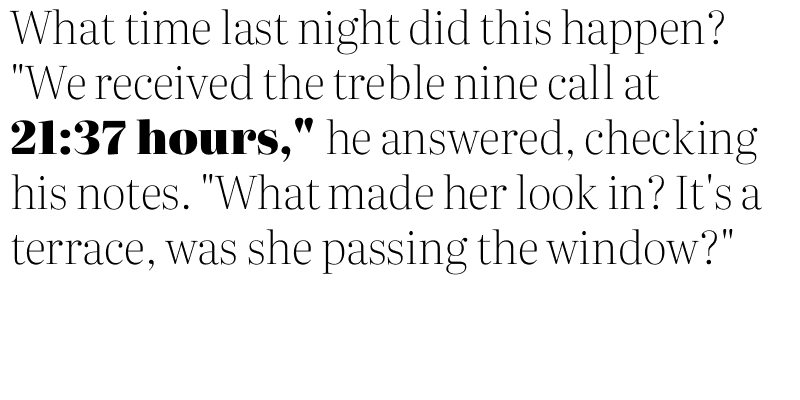 What time last night did this happen?
"We received the treble nine call at
21:37 hours," he answered, checking
his notes. "What made her look in? It's a
terrace, was she passing the window?"